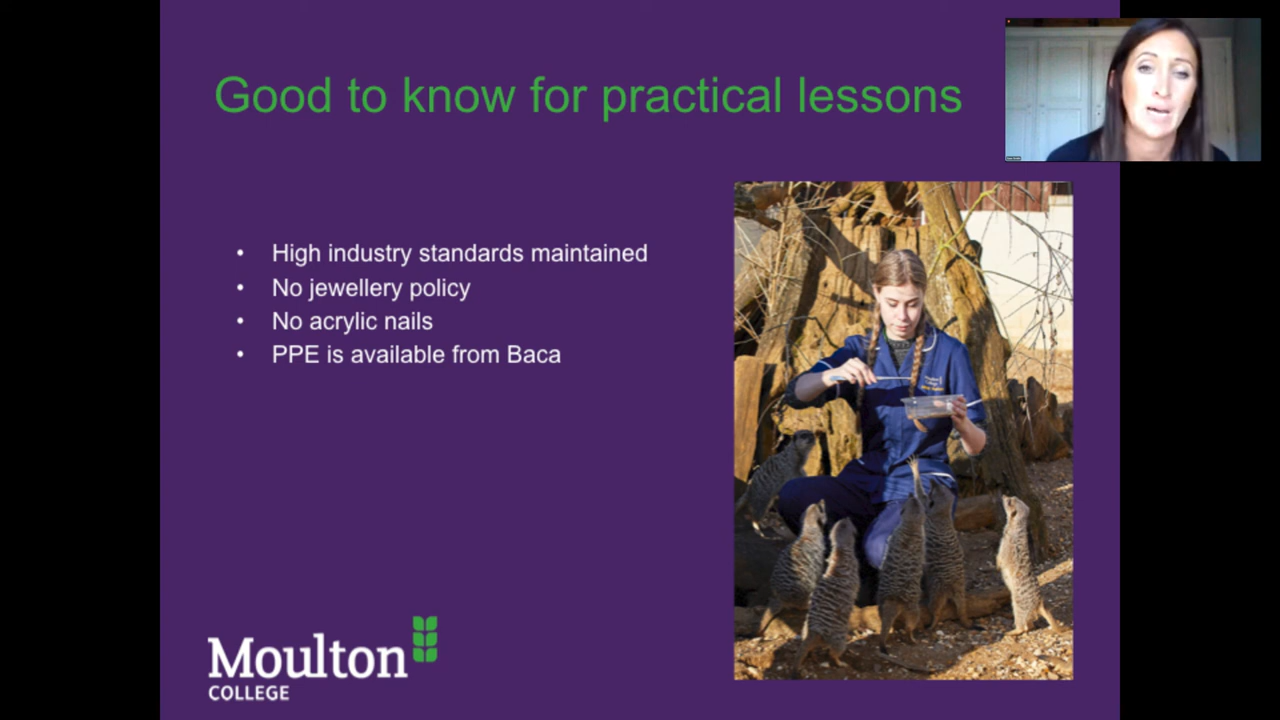 Good to know for practical lessons
• High industry standards maintained
• No jewellery policy
• No acrylic nails
• PPE is available from Baca
Moulton
COLLEGE